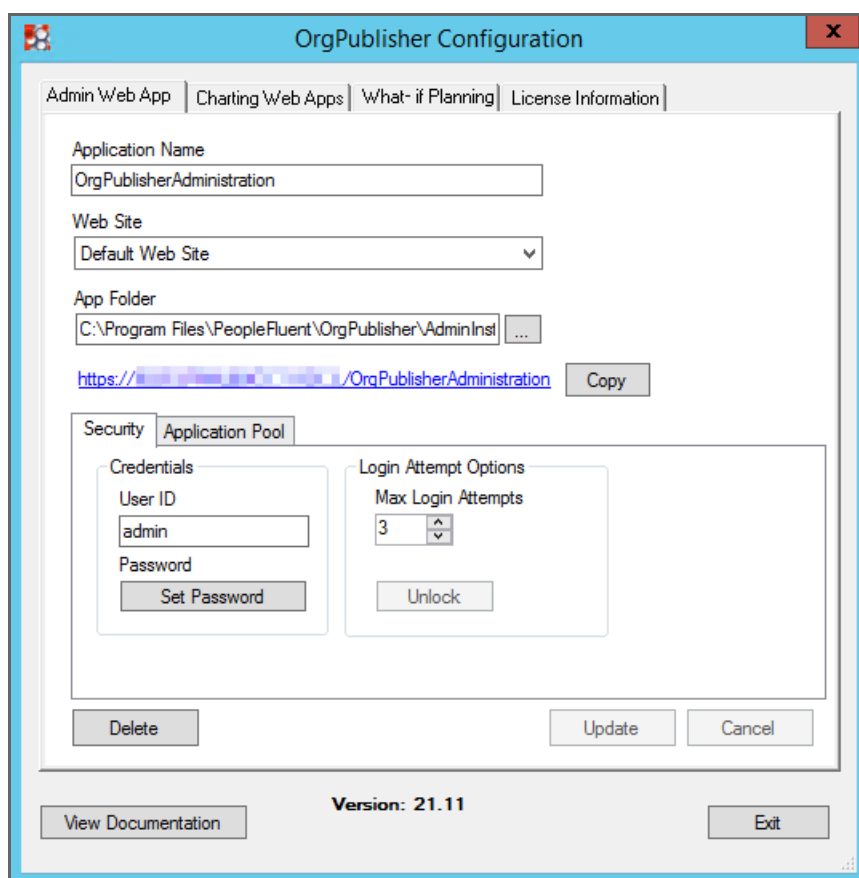 OrgPublisher Configuration
x
Admin Web App Charting Web Apps What- if Planning License Information
Application Name
OrgPublisherAdministration
Web Site
Default Web Site
App Folder
C:\Program Files\PeopleFluent\OrgPublisher\AdminInst ...
https:// /OrgPublisherAdministration Copy
Security Application Pool
Credentials Login Attempt Options
User ID Max Login Attempts
admin 3
Password
Set Password Unlock
Delete Update Cancel
Version: 21.11
View Documentation Exit